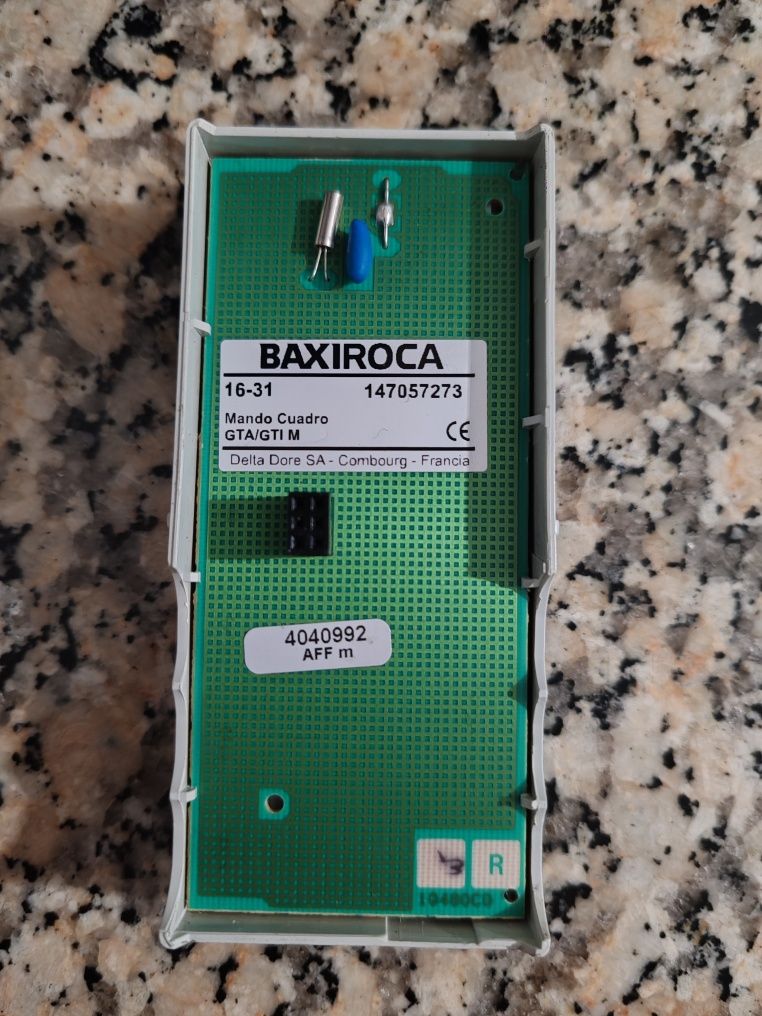 BAXIROCA
16-31 147057273
Mando Cuadro
GTA/GTI M CE
Delta Dore SA - Combourg - Francia
4040992
AFF m
R